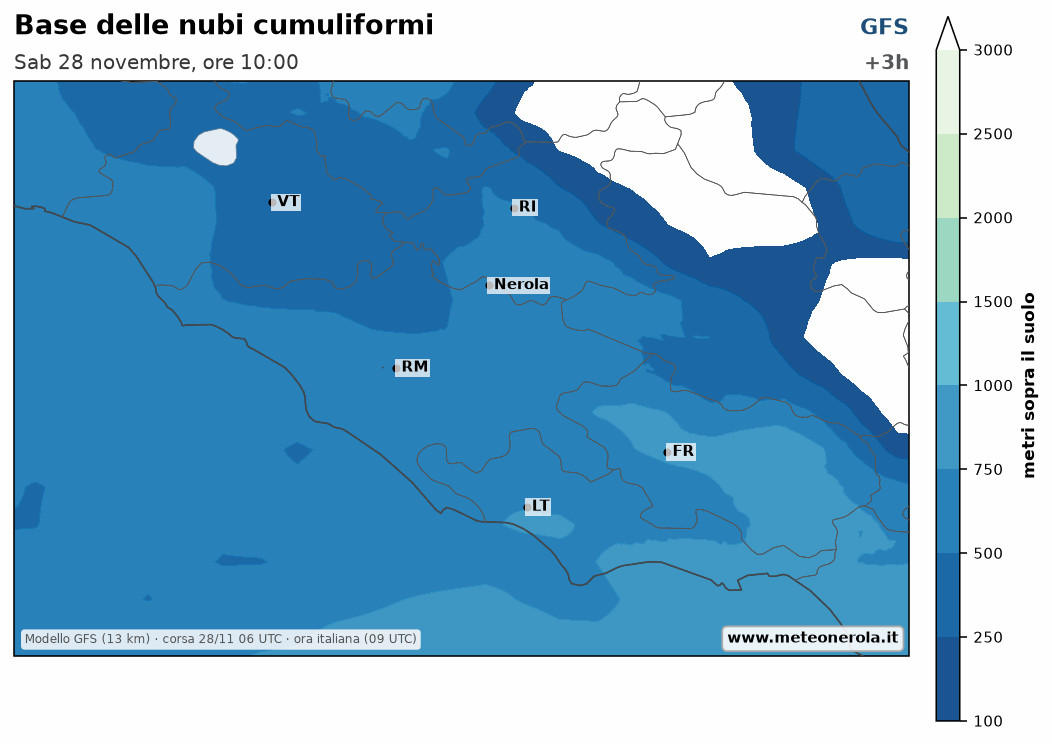 Base delle nubi cumuliformi
GFS
Sab 28 novembre, ore 10:00
+3h
3000
2500
2000
1500
1000
750
500
250
100
metri sopra il suolo
VT
RI
Nerola
RM
FR
LT
Modello GFS (13 km) · corsa 28/11 06 UTC · ora italiana (09 UTC)
www.meteonerola.it